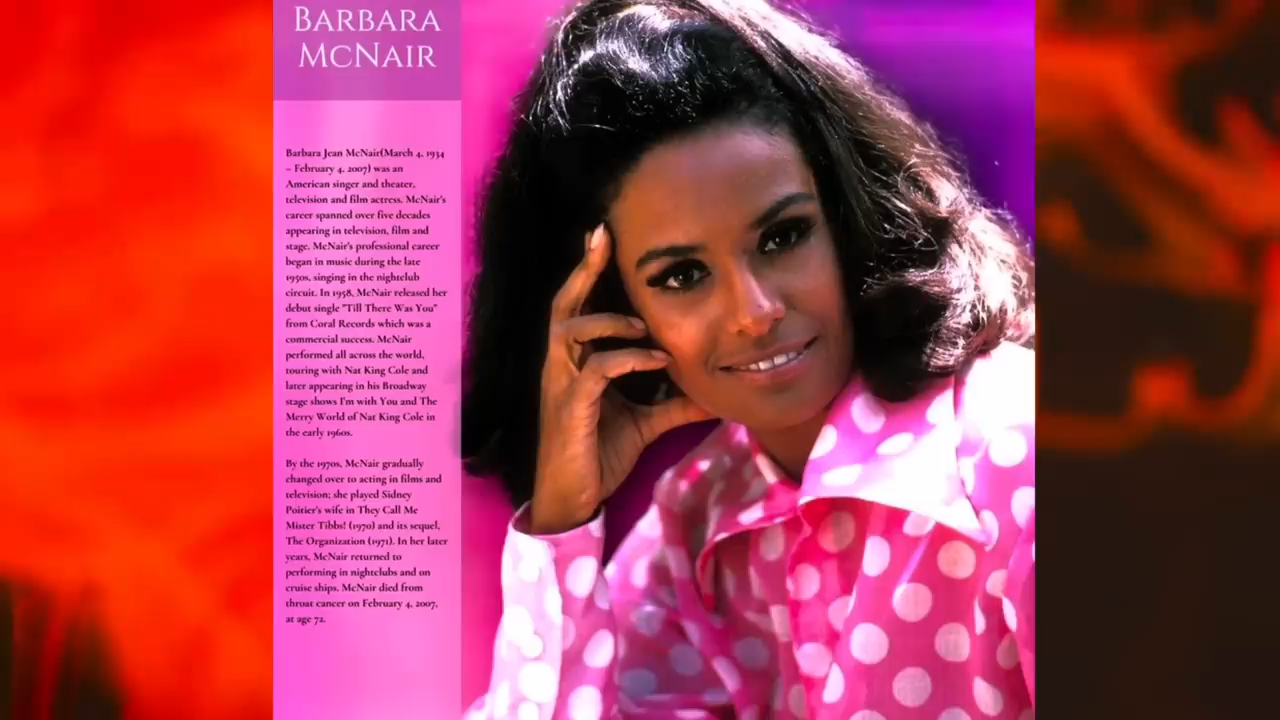 BARBARA
MCNAIR
Barbara Jean McNair(March 4, 1934
– February 4, 2007) was an
American singer and theater,
television and film actress. McNair's
career spanned over five decades
appearing in television, film and
stage. McNair's professional career
began in music during the late
1950s, singing in the nightclub
circuit. In 1958, McNair released her
debut single "Till There Was You"
from Coral Records which was a
commercial success. McNair
performed all across the world,
touring with Nat King Cole and
later appearing in his Broadway
stage shows I'm with You and The
Merry World of Nat King Cole in
the early 1960s.
By the 1970s, McNair gradually
changed over to acting in films and
television; she played Sidney
Poitier's wife in They Call Me
Mister Tibbs! (1970) and its sequel,
The Organization (1971). In her later
years, McNair returned to
performing in nightclubs and on
cruise ships. McNair died from
throat cancer on February 4, 2007,
at age 72.